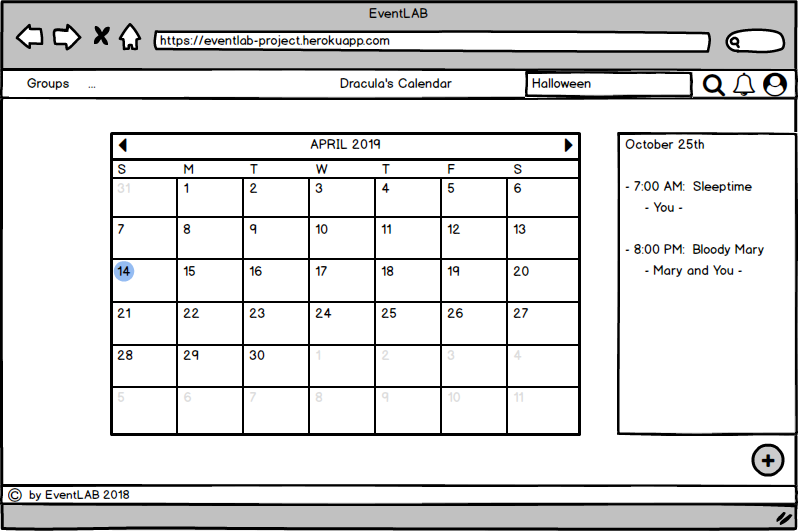 EventLAB
https://eventlab-project.herokuapp.com
Groups ... Dracula's Calendar Halloween
APRIL 2019
S M T W T F S
31 1 2 3 4 5 6
7 8 9 10 11 12 13
14 15 16 17 18 19 20
21 22 23 24 25 26 27
28 29 30 1 2 3 4
5 6 7 8 9 10 11
October 25th
- 7:00 AM: Sleeptime
- You -
- 8:00 PM: Bloody Mary
- Mary and You -
© by EventLAB 2018